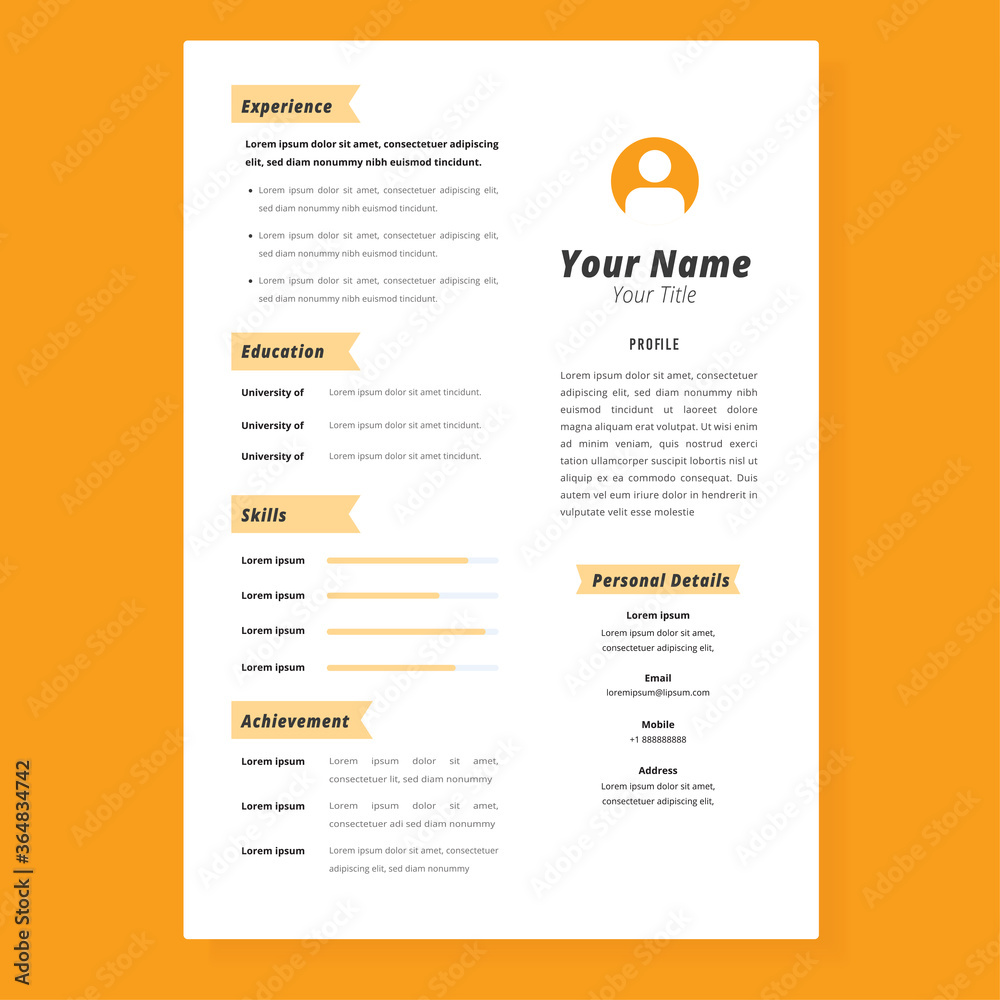 Experience
Lorem ipsum dolor sit amet, consectetuer adipiscing
elit, sed diam nonummy nibh euismod tincidunt.
Lorem ipsum dolor sit amet, consectetuer adipiscing elit,
sed diam nonummy nibh euismod tincidunt.
Lorem ipsum dolor sit amet, consectetuer adipiscing elit,
sed diam nonummy nibh euismod tincidunt.
Lorem ipsum dolor sit amet, consectetuer adipiscing elit,
sed diam nonummy nibh euismod tincidunt.
Education
University of Lorem ipsum dolor sit amet tincidunt.
University of Lorem ipsum dolor sit amet tincidunt.
University of Lorem ipsum dolor sit amet tincidunt.
Skills
Lorem ipsum
Lorem ipsum
Lorem ipsum
Lorem ipsum
Achievement
Lorem ipsum Lorem ipsum dolor sit amet,
consectetuer lit, sed diam nonummy
Lorem ipsum Lorem ipsum dolor sit amet,
consectetuer adi sed diam nonummy
Lorem ipsum Lorem ipsum dolor sit amet, consectetuer
adipiscing elit, sed diam nonummy
Your Name
Your Title
PROFILE
Lorem ipsum dolor sit amet, consectetuer
adipiscing elit, sed diam nonummy nibh
euismod tincidunt ut laoreet dolore
magna aliquam erat volutpat. Ut wisi enim
ad minim veniam, quis nostrud exerci
tation ullamcorper suscipit lobortis nisl ut
aliquip ex ea commodo consequat. Duis
autem vel eum iriure dolor in hendrerit in
vulputate velit esse molestie
Personal Details
Lorem ipsum
Lorem ipsum dolor sit amet,
consectetuer adipiscing elit,
Email
loremipsum@lipsum.com
Mobile
+1 888888888
Address
Lorem ipsum dolor sit amet,
consectetuer adipiscing elit,
Adobe Stock | #364834742